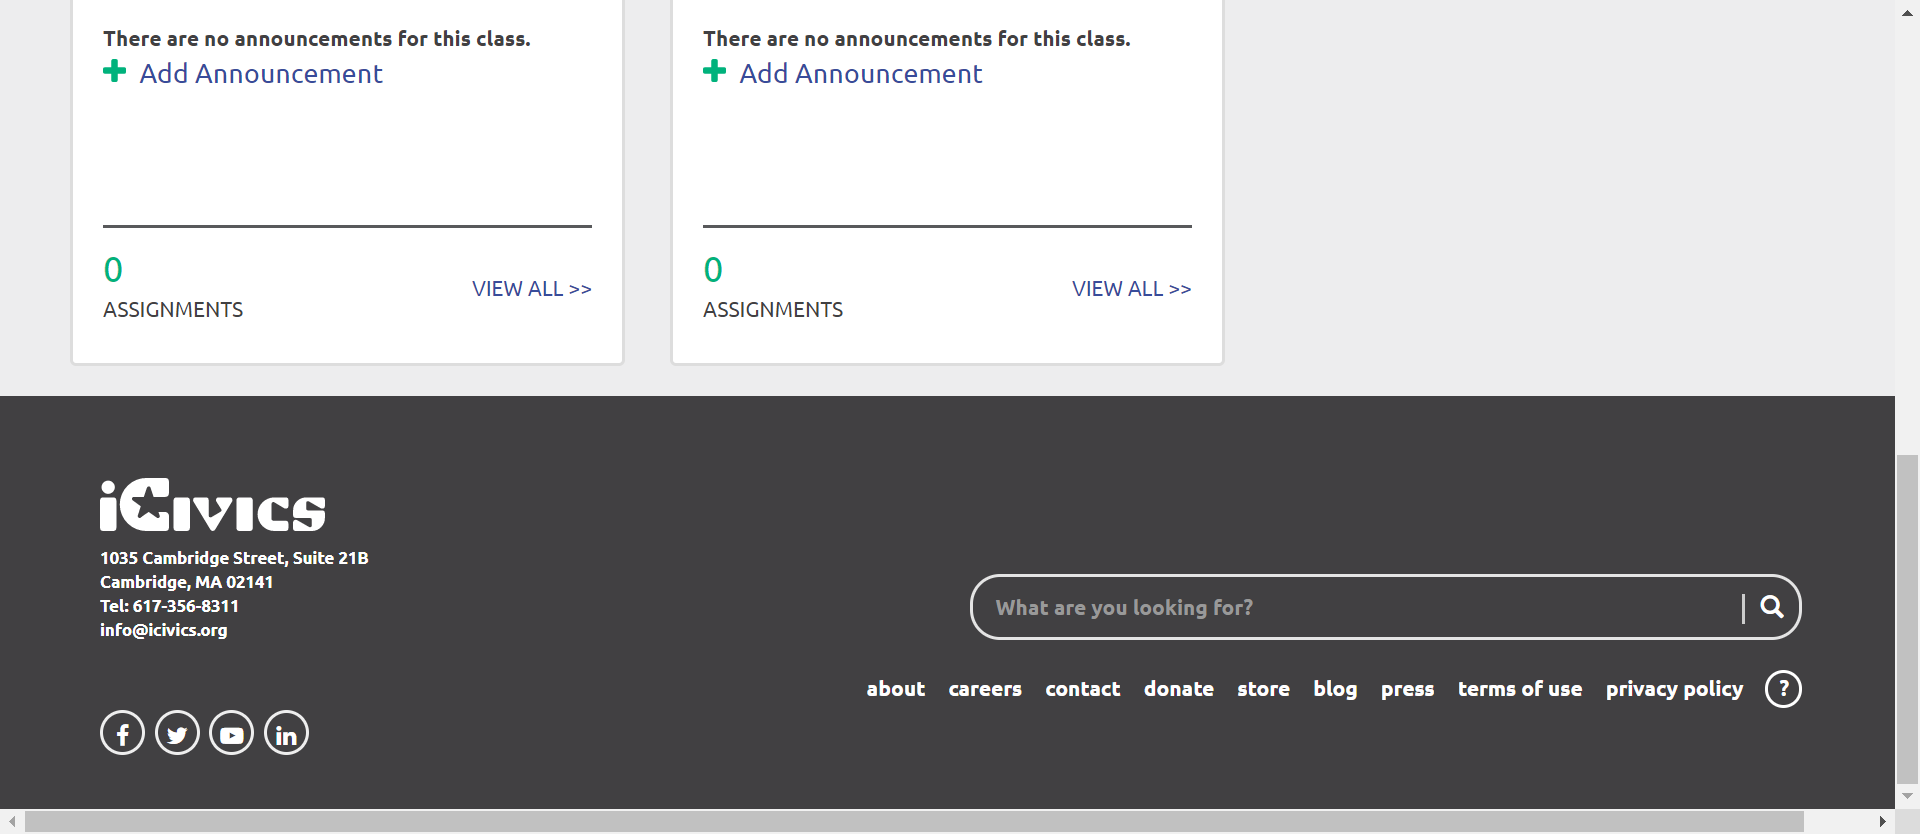 There are no announcements for this class.
Add Announcement
0
ASSIGNMENTS
VIEW ALL >>
There are no announcements for this class.
Add Announcement
0
ASSIGNMENTS
VIEW ALL >>
iCivics
1035 Cambridge Street, Suite 21B
Cambridge, MA 02141
Tel: 617-356-8311
info@icivics.org
What are you looking for?
about careers contact donate store blog press terms of use privacy policy ?